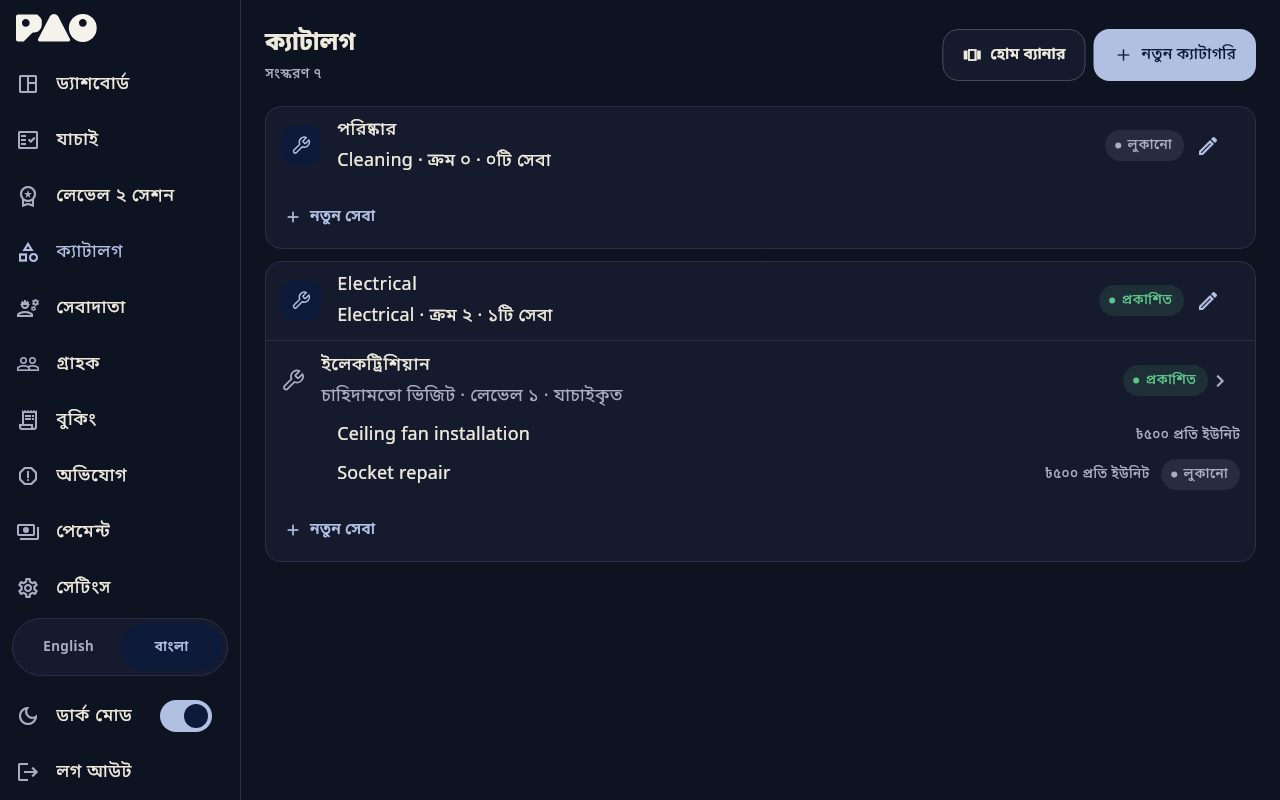 PAO
ড্যাশবোর্ড
যাচাই
লেভেল ২ সেশন
ক্যাটালগ
সেবাদাতা
গ্রাহক
বুকিং
অভিযোগ
পেমেন্ট
সেটিংস
English বাংলা
ডার্ক মোড
লগ আউট
ক্যাটালগ
সংস্করণ ৭
হোম ব্যানার
নতুন ক্যাটাগরি
পরিষ্কার
Cleaning · ক্রম ০ · ০টি সেবা
লুকানো
নতুন সেবা
Electrical
Electrical · ক্রম ২ · ১টি সেবা
প্রকাশিত
ইলেকট্রিশিয়ান
চাহিদামতো ভিজিট · লেভেল ১ · যাচাইকৃত
প্রকাশিত
Ceiling fan installation ৳৫০০ প্রতি ইউনিট
Socket repair ৳৫০০ প্রতি ইউনিট লুকানো
নতুন সেবা